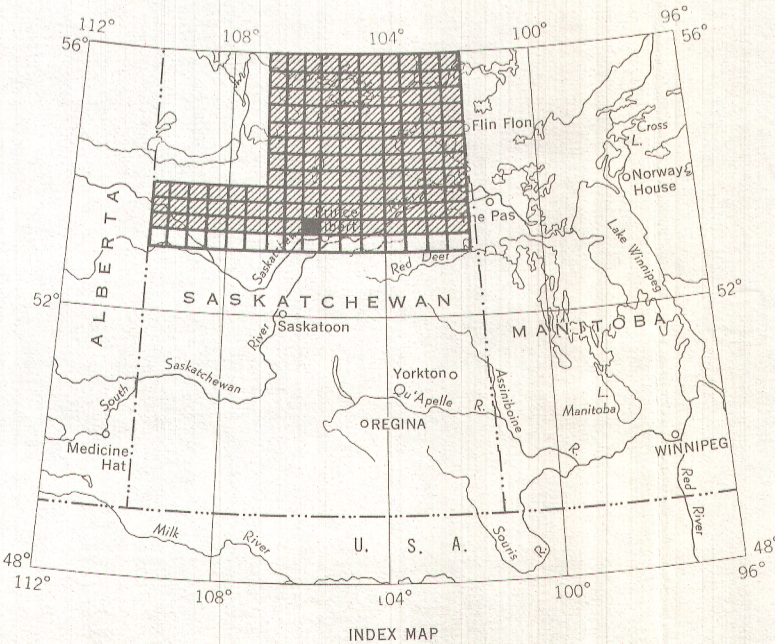 112°
108°
104°
100°
96°
56°
56°
Flin Flon
Cross
L.
Norway
House
Prince
Albert
The Pas
ALBERTA
Saskatchewan
Red Deer
Lake Winnipeg
52°
SASKATCHEWAN
52°
MANITOBA
River
Saskatoon
Saskatchewan
South
Yorkton
Qu'Appelle
R.
Assiniboine
L.
Manitoba
REGINA
Medicine
Hat
R.
WINNIPEG
Red
River
Milk
River
U. S. A.
Souris
R.
48°
48°
112°
108°
104°
100°
96°
INDEX MAP